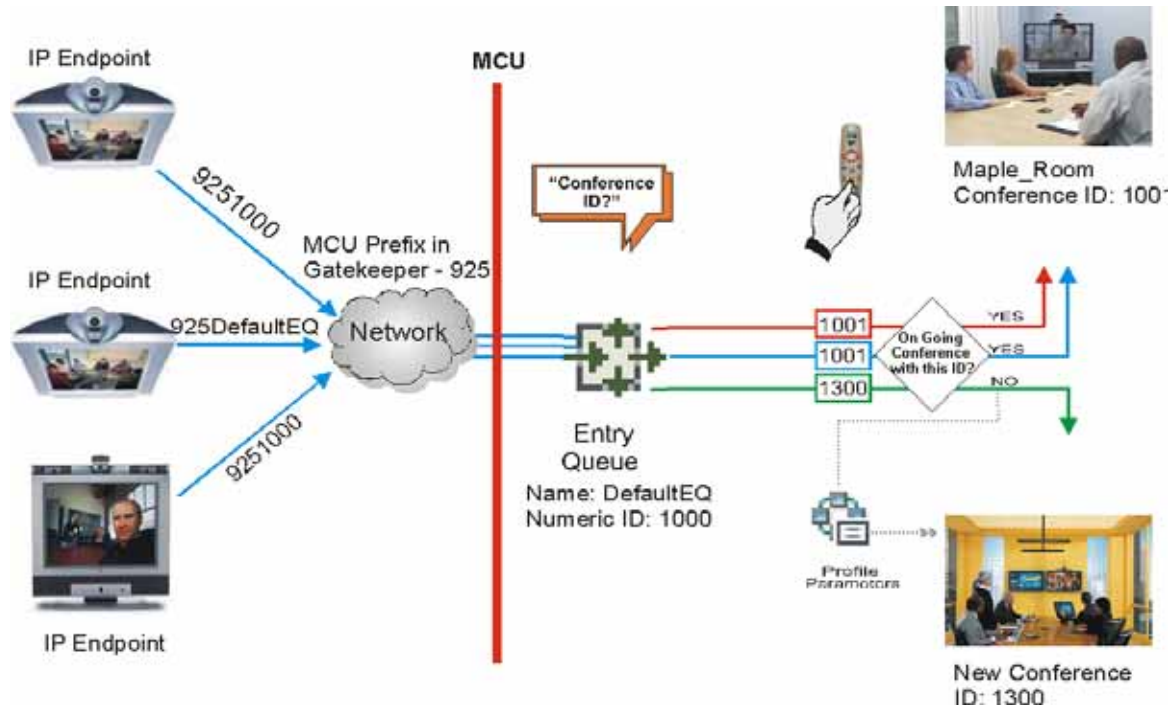 IP Endpoint
9251000
IP Endpoint
925DefaultEQ
9251000
IP Endpoint
MCU Prefix in
Gatekeeper - 925
Network
MCU
"Conference
ID?"
Entry
Queue
Name: DefaultEQ
Numeric ID: 1000
1001
1001
1300
On Going
Conference
with this ID?
YES
YES
NO
Profile
Paramotors
Maple_Room
Conference ID: 1001
New Conference
ID: 1300